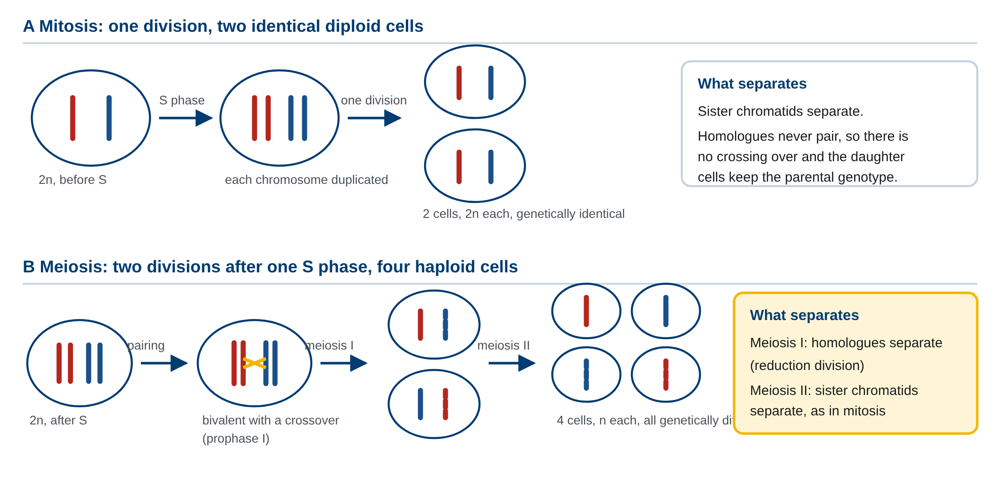 A Mitosis: one division, two identical diploid cells
S phase
one division
2n, before S
each chromosome duplicated
2 cells, 2n each, genetically identical
What separates
Sister chromatids separate.
Homologues never pair, so there is
no crossing over and the daughter
cells keep the parental genotype.
B Meiosis: two divisions after one S phase, four haploid cells
pairing
meiosis I
meiosis II
2n, after S
bivalent with a crossover
(prophase I)
4 cells, n each, all genetically
What separates
Meiosis I: homologues separate
(reduction division)
Meiosis II: sister chromatids
separate, as in mitosis